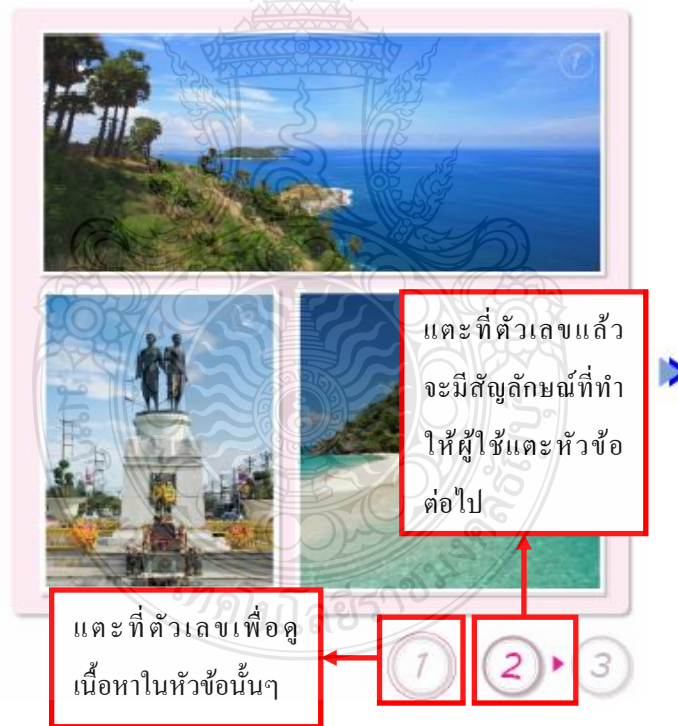 1
แตะที่ตัวเลขแล้ว
จะมีสัญลักษณ์ที่ทำ
ให้ผู้ใช้แตะหัวข้อ
ต่อไป
แตะที่ตัวเลขเพื่อดู
เนื้อหาในหัวข้อนั้นๆ
1
2
3